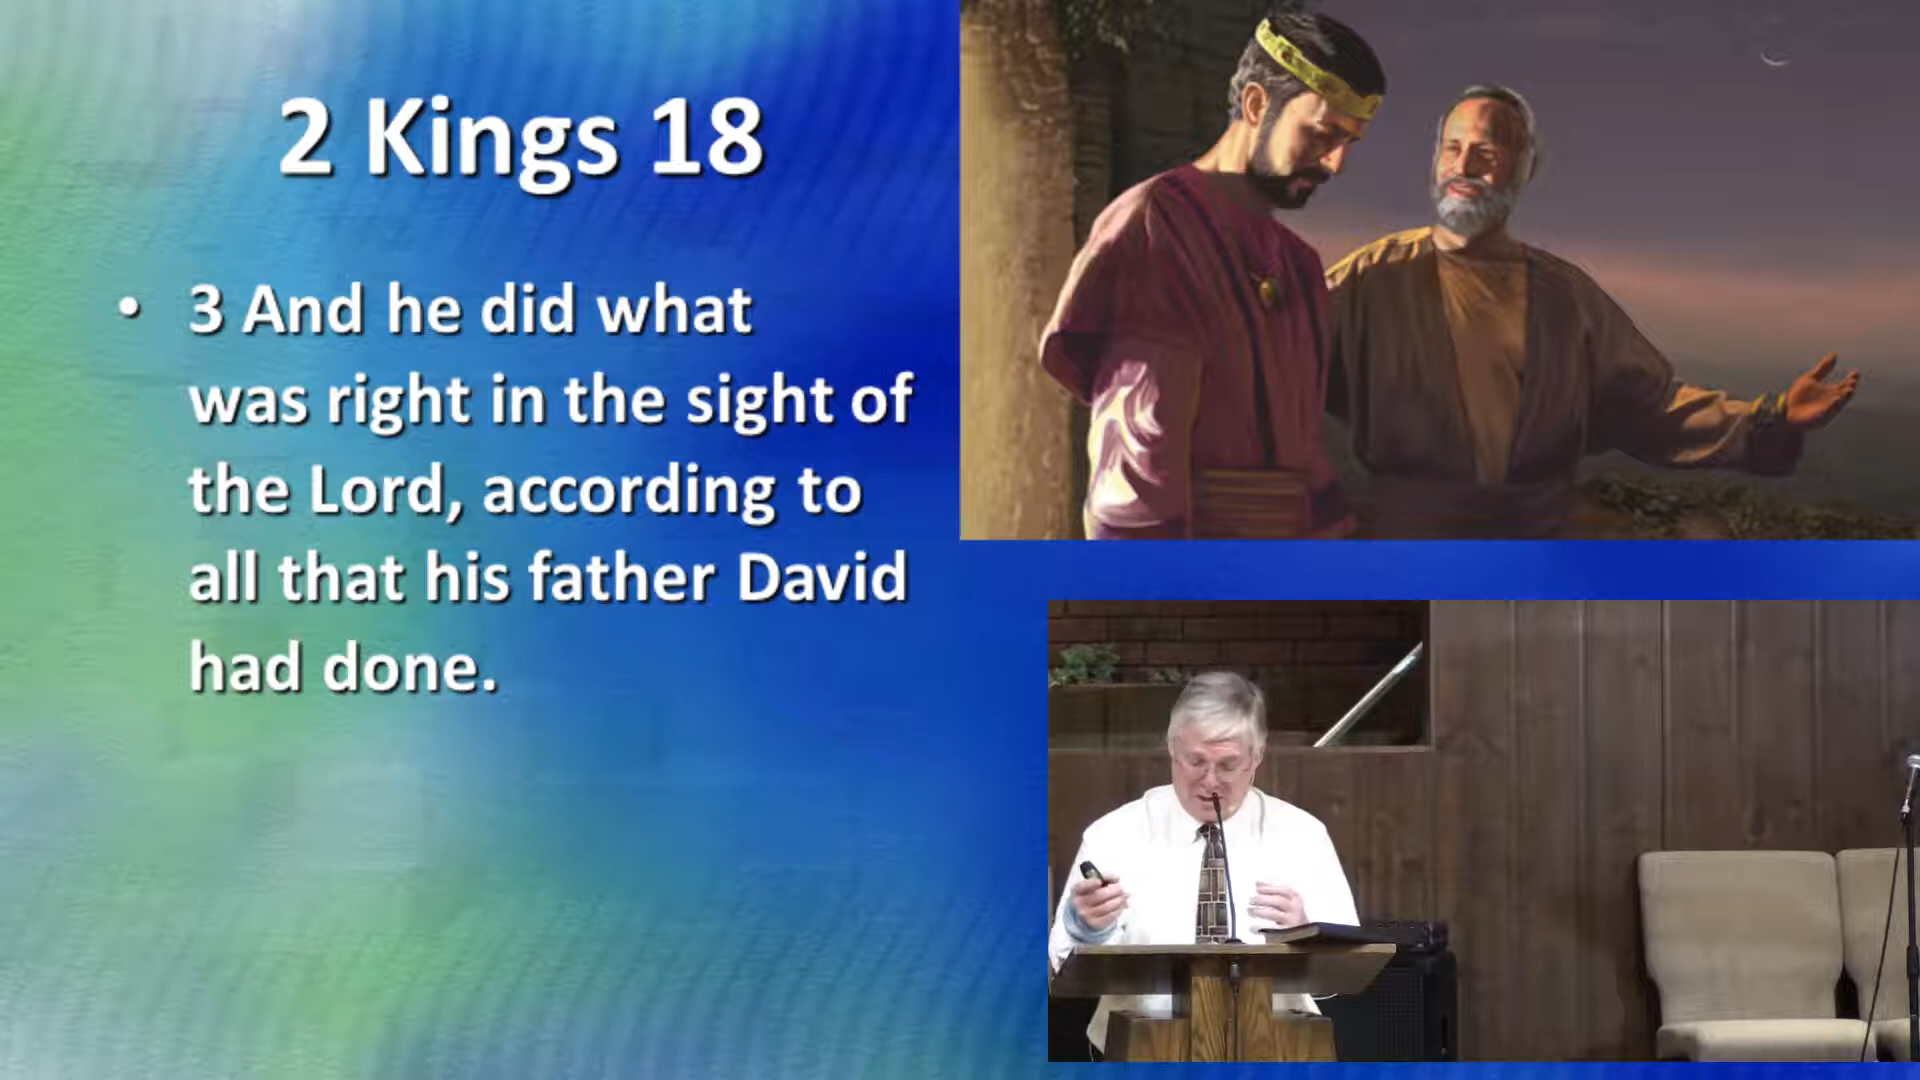 2 Kings 18
• 3 And he did what
was right in the sight of
the Lord, according to
all that his father David
had done.